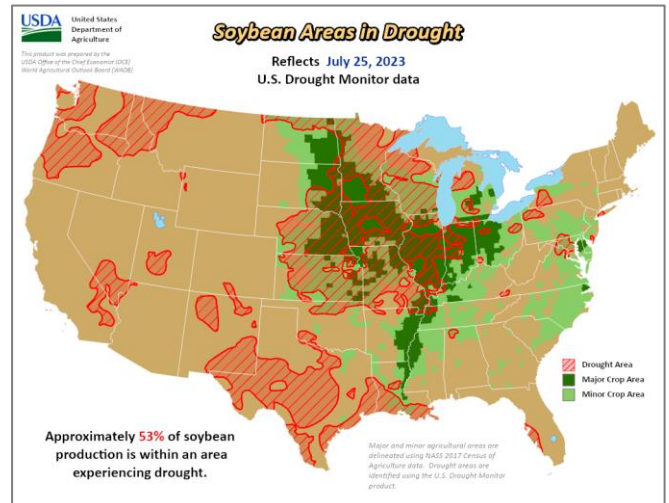 USDA
United States
Department of
Agriculture
This product was prepared by the
USDA Office of the Chief Economist (OCE)
World Agricultural Outlook Board (WAOB)
Soybean Areas in Drought
Reflects July 25, 2023
U.S. Drought Monitor data
Drought Area
Major Crop Area
Minor Crop Area
Approximately 53% of soybean
production is within an area
experiencing drought.
Major and minor agricultural areas are
delineated using NASS 2017 Census of
Agriculture data. Drought areas are
identified using the U.S. Drought Monitor
product.